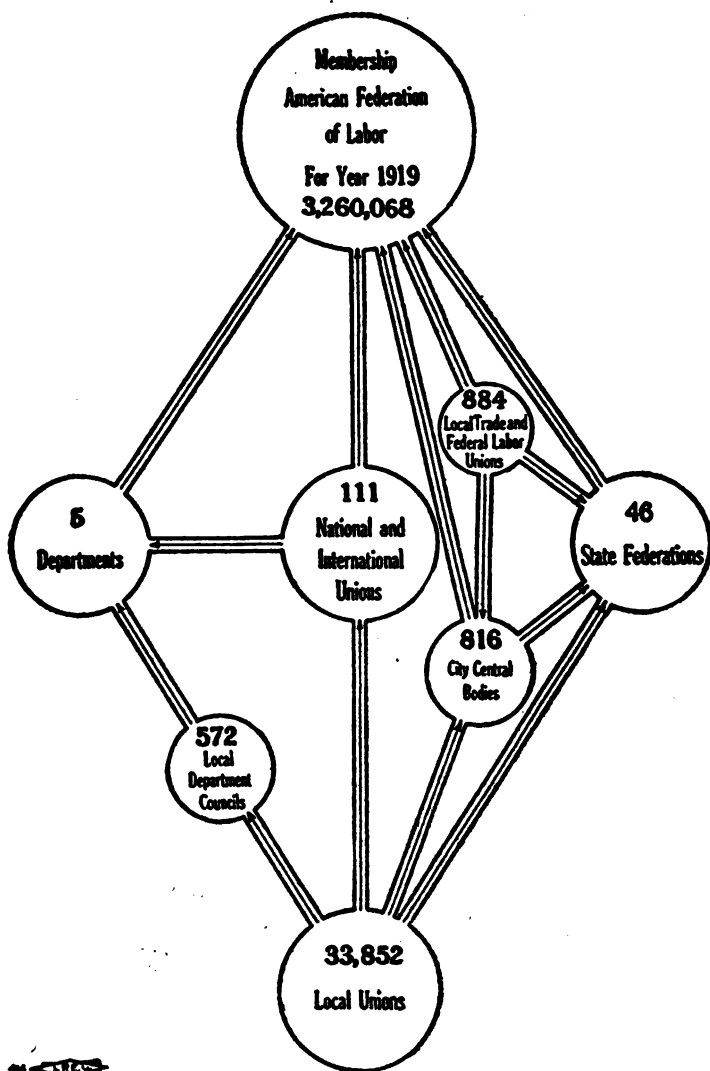 Membership
American Federation
of Labor
For Year 1919
3,260,068
884
Local Trade and
Federal Labor
Unions
5
Departments
111
National and
International
Unions
46
State Federations
816
City Central
Bodies
572
Local
Department
Councils
33,852
Local Unions